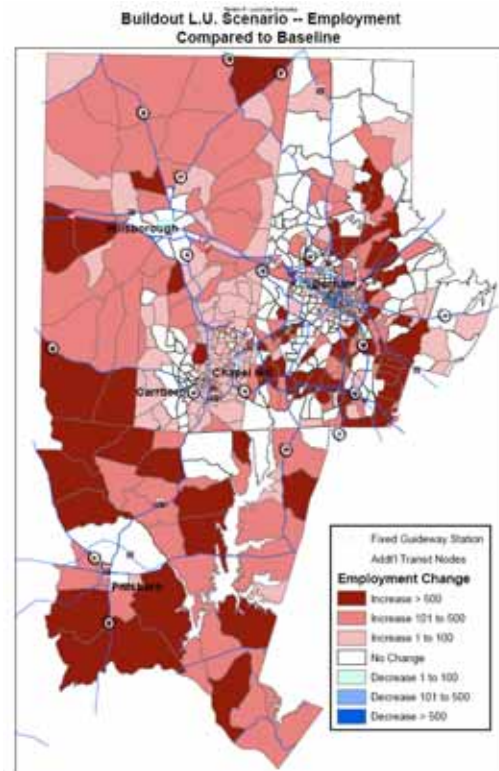 Buildout L.U. Scenario -- Employment
Compared to Baseline
Hillsborough
Durham
Chapel Hill
Carrboro
Pittsboro
Fixed Guideway Station
Addt'l Transit Nodes
Employment Change
Increase > 500
Increase 101 to 500
Increase 1 to 100
No Change
Decrease 1 to 100
Decrease 101 to 500
Decrease > 500